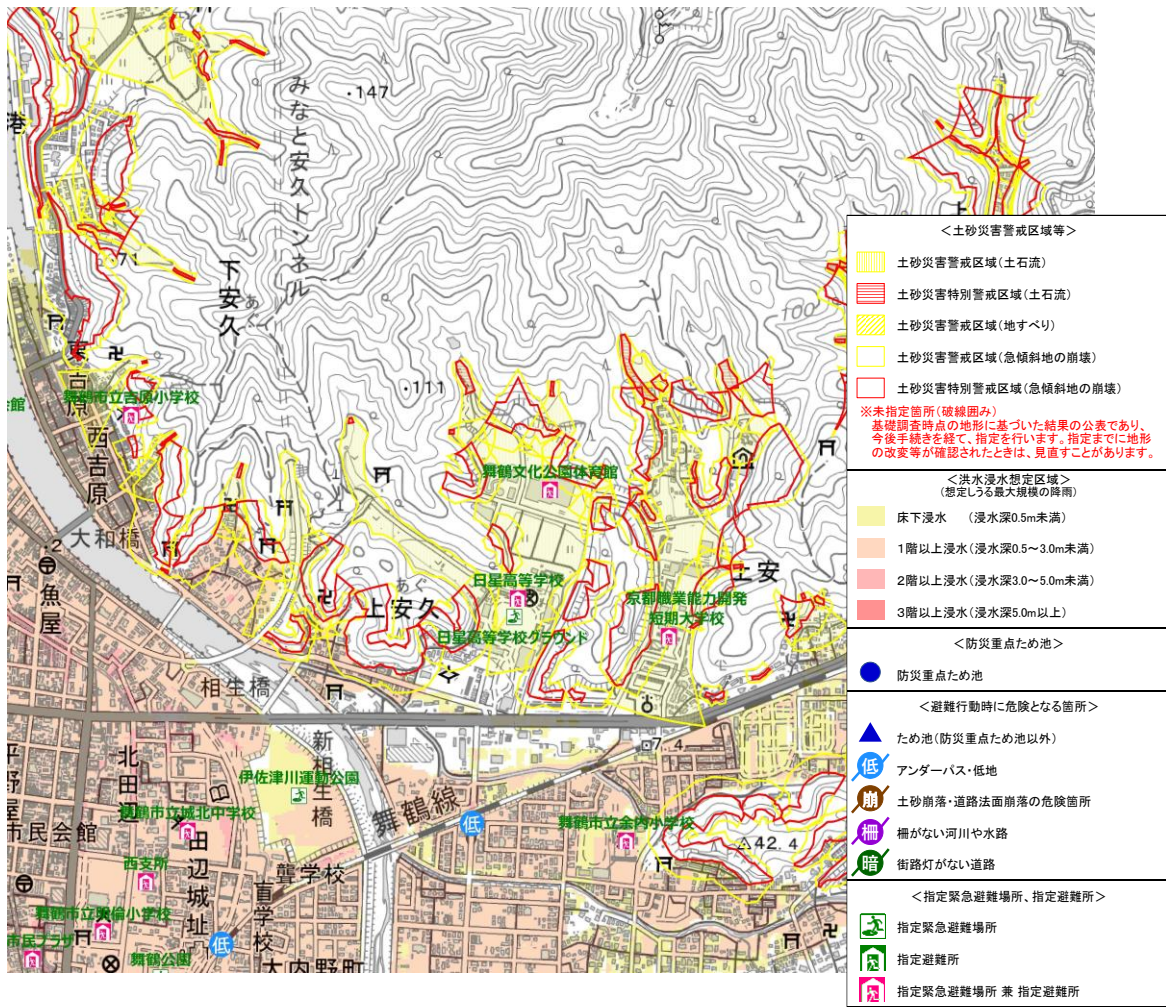 みなと安久トンネル
・147
港
・71
下安久
あぐ
100
上
東吉原
舞鶴市立吉原小学校
会館
西吉原
・111
舞鶴文化公園体育館
大和橋
・2
魚屋
日星高等学校
上安久
あぐ
日星高等学校グラウンド
京都職業能力開発
短期大学校
上安
相生橋
新相生橋
7.4
北田
平野屋
伊佐津川運動公園
舞鶴線
舞鶴市立城北中学校
市民会館
低
舞鶴市立余内小学校
42.4
西支所
田辺城址
聾学校
盲学校
舞鶴市立明倫小学校
市民プラザ
低
舞鶴公園
大内野町
<土砂災害警戒区域等>
土砂災害警戒区域(土石流)
土砂災害特別警戒区域(土石流)
土砂災害警戒区域(地すべり)
土砂災害警戒区域(急傾斜地の崩壊)
土砂災害特別警戒区域(急傾斜地の崩壊)
※未指定箇所(破線囲み)
基礎調査時点の地形に基づいた結果の公表であり、
今後手続きを経て、指定を行います。指定までに地形
の改変等が確認されたときは、見直すことがあります。
<洪水浸水想定区域>
(想定しうる最大規模の降雨)
床下浸水 (浸水深0.5m未満)
1階以上浸水(浸水深0.5~3.0m未満)
2階以上浸水(浸水深3.0~5.0m未満)
3階以上浸水(浸水深5.0m以上)
<防災重点ため池>
防災重点ため池
<避難行動時に危険となる箇所>
ため池(防災重点ため池以外)
低 アンダーパス・低地
崩 土砂崩落・道路法面崩落の危険箇所
柵 柵がない河川や水路
暗 街路灯がない道路
<指定緊急避難場所、指定避難所>
指定緊急避難場所
指定避難所
指定緊急避難場所 兼 指定避難所